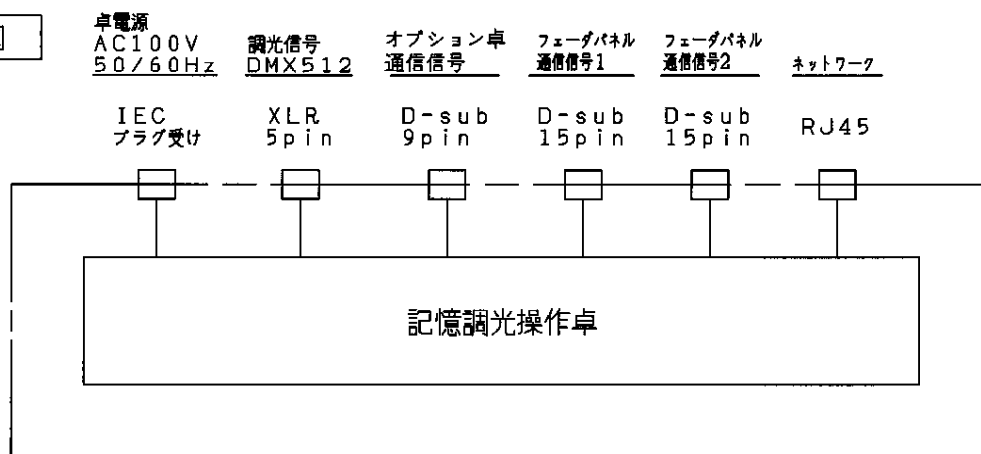 卓電源
AC100V
50/60Hz
調光信号
DMX512
オプション卓
通信信号
フェーダパネル
通信信号1
フェーダパネル
通信信号2
ネットワーク
IEC
プラグ受け
XLR
5pin
D-sub
9pin
D-sub
15pin
D-sub
15pin
RJ45
記憶調光操作卓